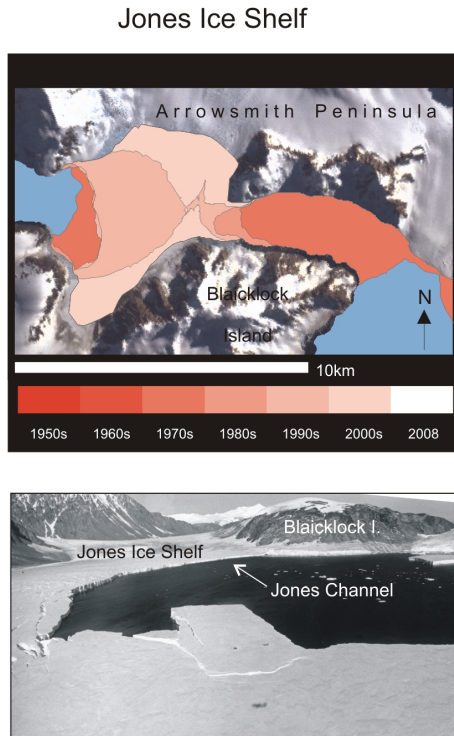 Jones Ice Shelf
Arrowsmith Peninsula
Blaicklock
Island
N
10km
1950s 1960s 1970s 1980s 1990s 2000s 2008
Blaicklock I.
Jones Ice Shelf
Jones Channel